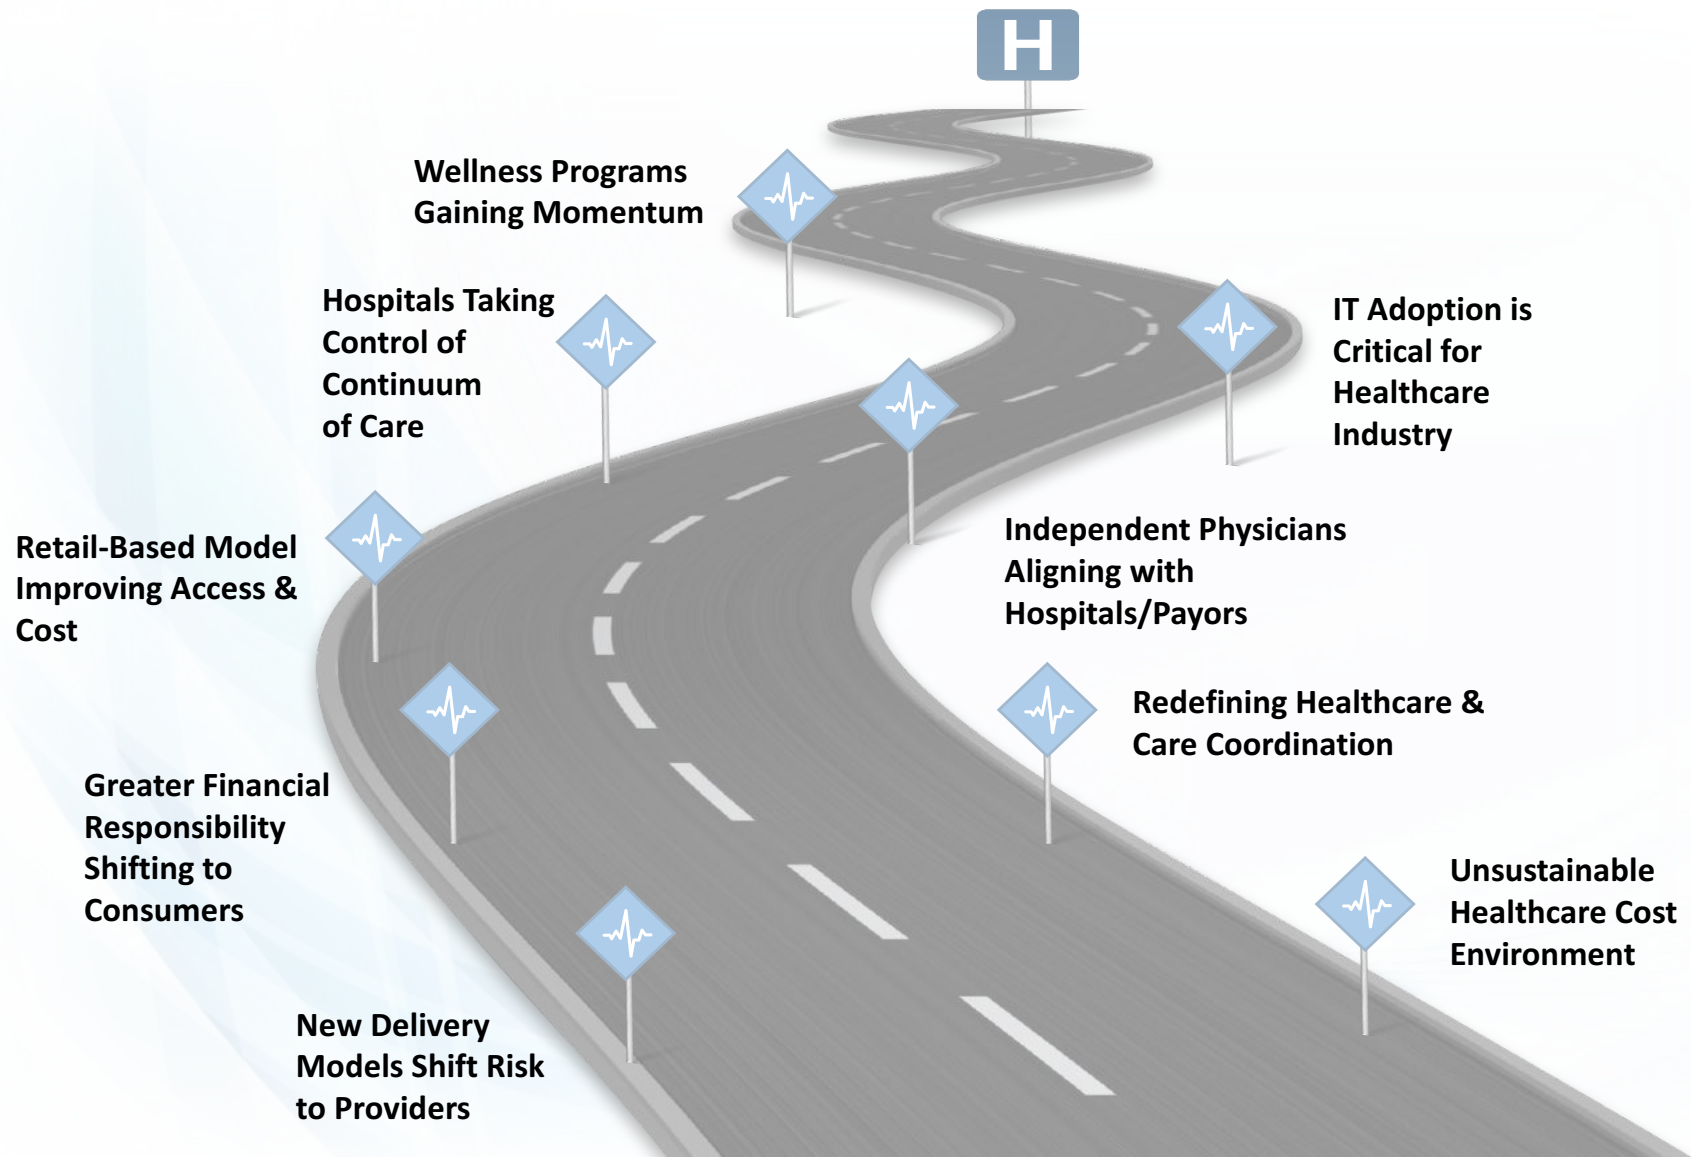 H
Wellness Programs
Gaining Momentum
Hospitals Taking
Control of
Continuum
of Care
IT Adoption is
Critical for
Healthcare
Industry
Retail-Based Model
Improving Access &
Cost
Independent Physicians
Aligning with
Hospitals/Payors
Redefining Healthcare &
Care Coordination
Greater Financial
Responsibility
Shifting to
Consumers
Unsustainable
Healthcare Cost
Environment
New Delivery
Models Shift Risk
to Providers